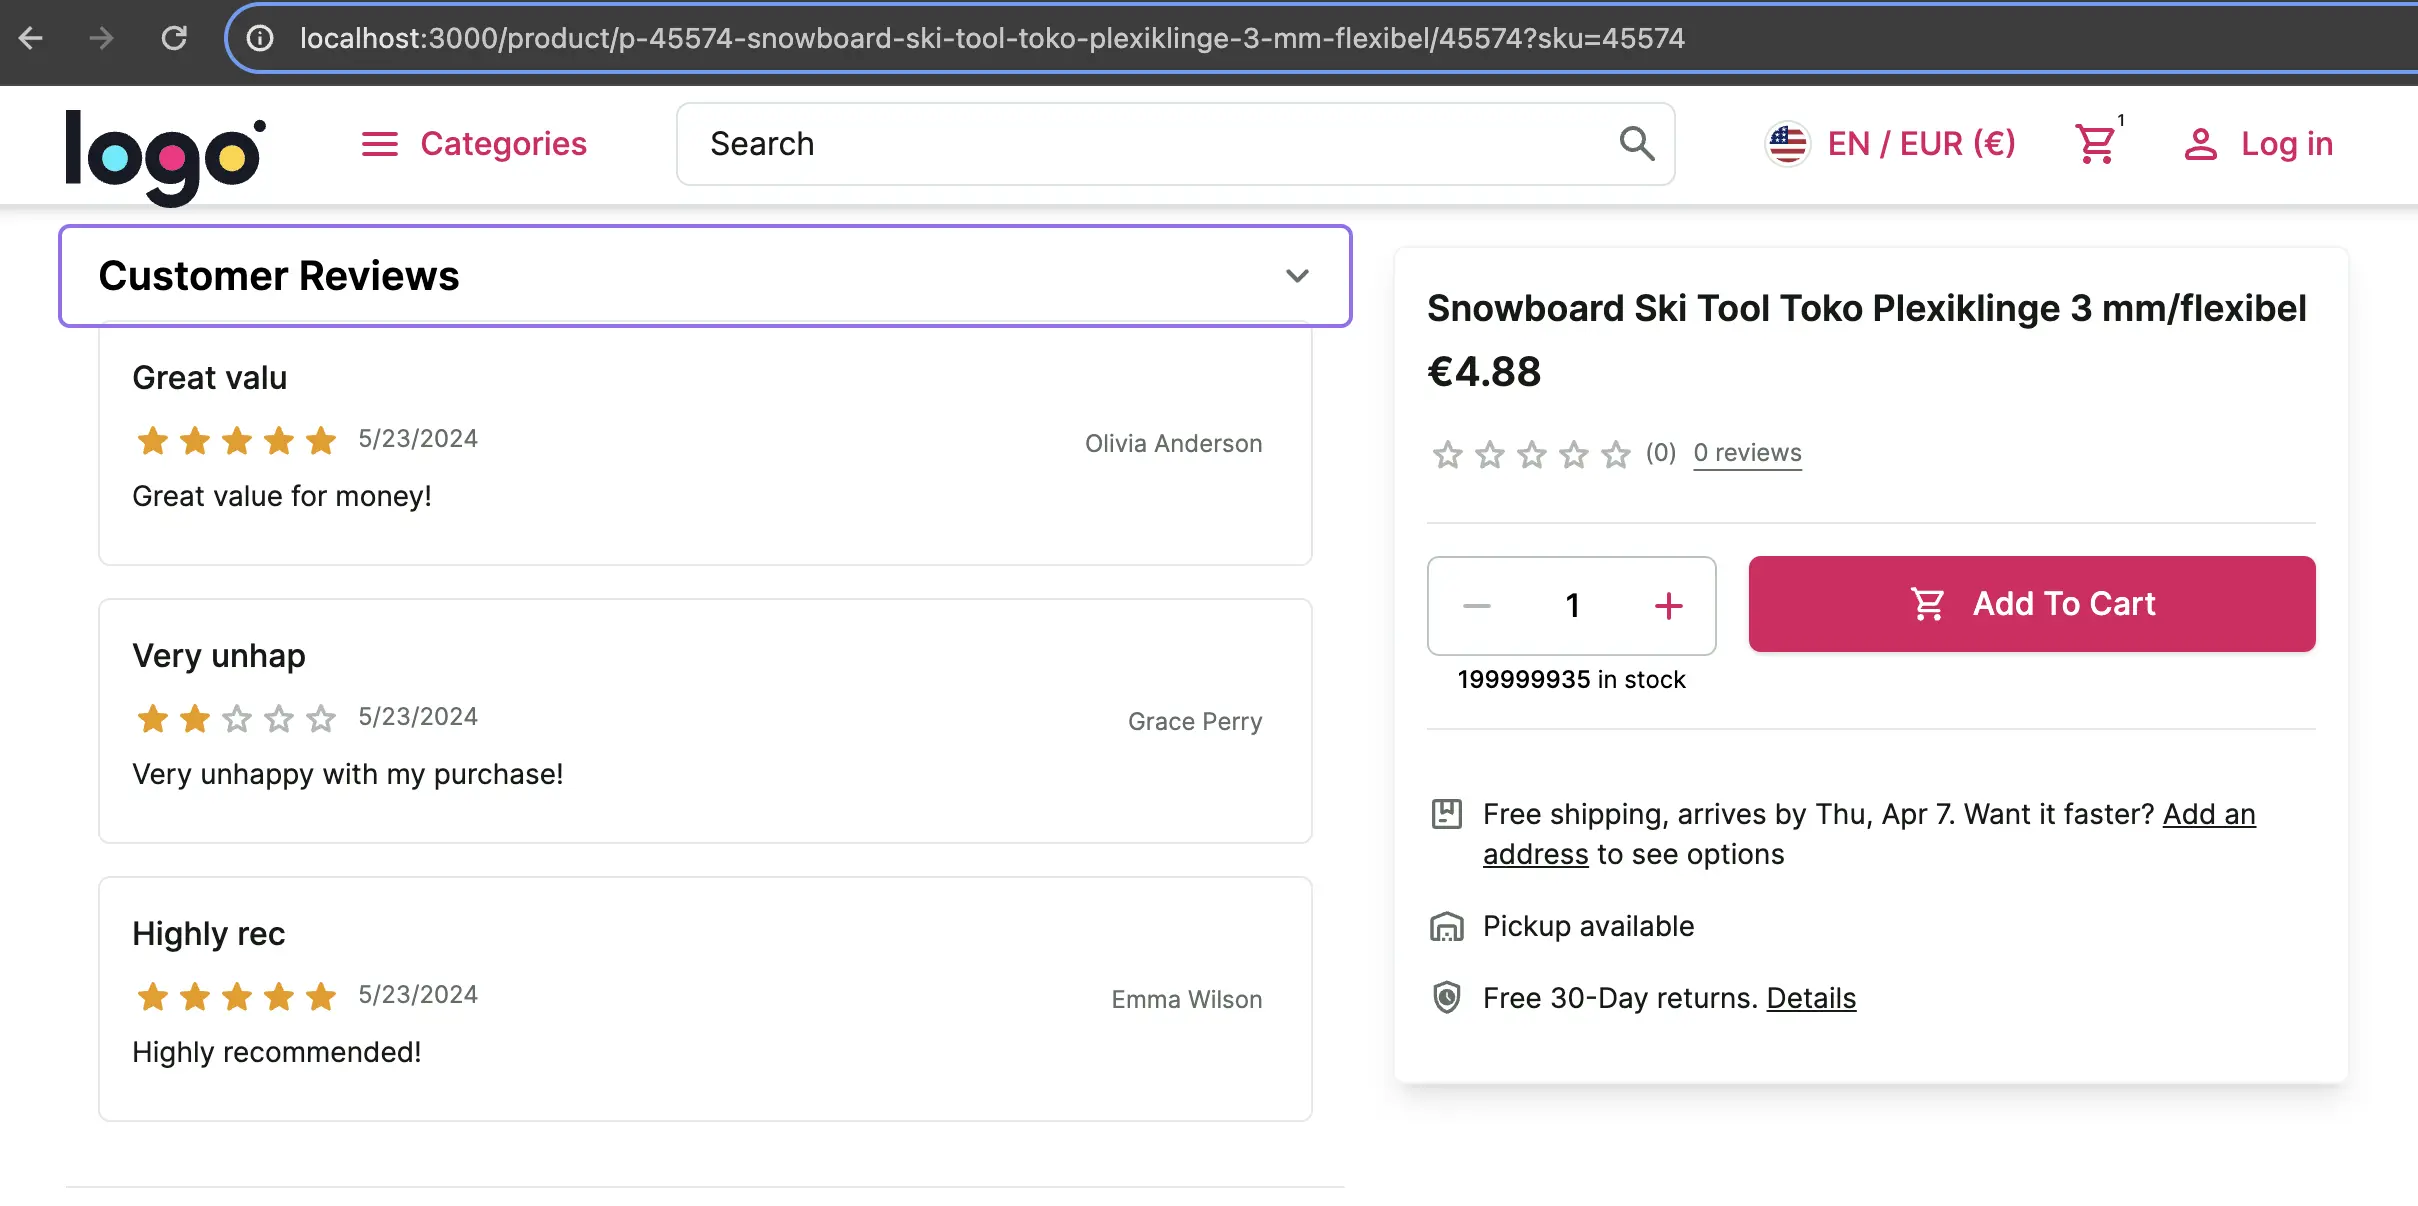 localhost:3000/product/p-45574-snowboard-ski-tool-toko-plexiklinge-3-mm-flexibel/45574?sku=45574
logo
Categories
Search
EN / EUR (€)
1
Log in
Customer Reviews
Great valu
5/23/2024
Olivia Anderson
Great value for money!
Very unhap
5/23/2024
Grace Perry
Very unhappy with my purchase!
Highly rec
5/23/2024
Emma Wilson
Highly recommended!
Snowboard Ski Tool Toko Plexiklinge 3 mm/flexibel
€4.88
(0) 0 reviews
1
Add To Cart
199999935 in stock
Free shipping, arrives by Thu, Apr 7. Want it faster? Add an
address to see options
Pickup available
Free 30-Day returns. Details